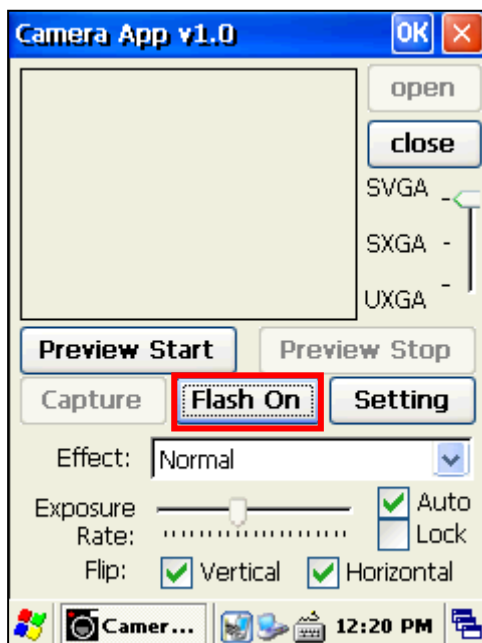 Camera App v1.0 OK
open
close
SVGA
SXGA
UXGA
Preview Start Preview Stop
Capture Flash On Setting
Effect: Normal
Exposure Rate: Auto
Lock
Flip: Vertical Horizontal
Camer... 12:20 PM